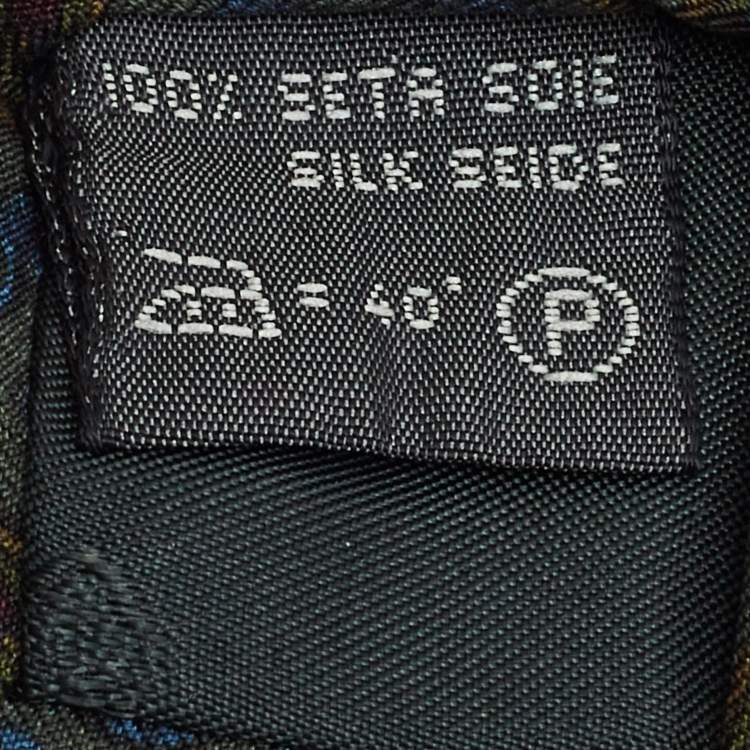 100% SETA SOIE
SILK SEIDE
= 40° P